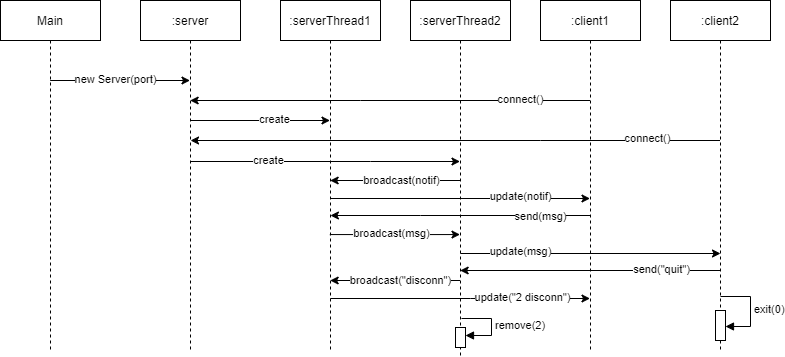 Main
:server
:serverThread1
:serverThread2
:client1
:client2
new Server(port)
connect()
create
connect()
create
broadcast(notif)
update(notif)
send(msg)
broadcast(msg)
update(msg)
send("quit")
broadcast("disconn")
update("2 disconn")
exit(0)
remove(2)